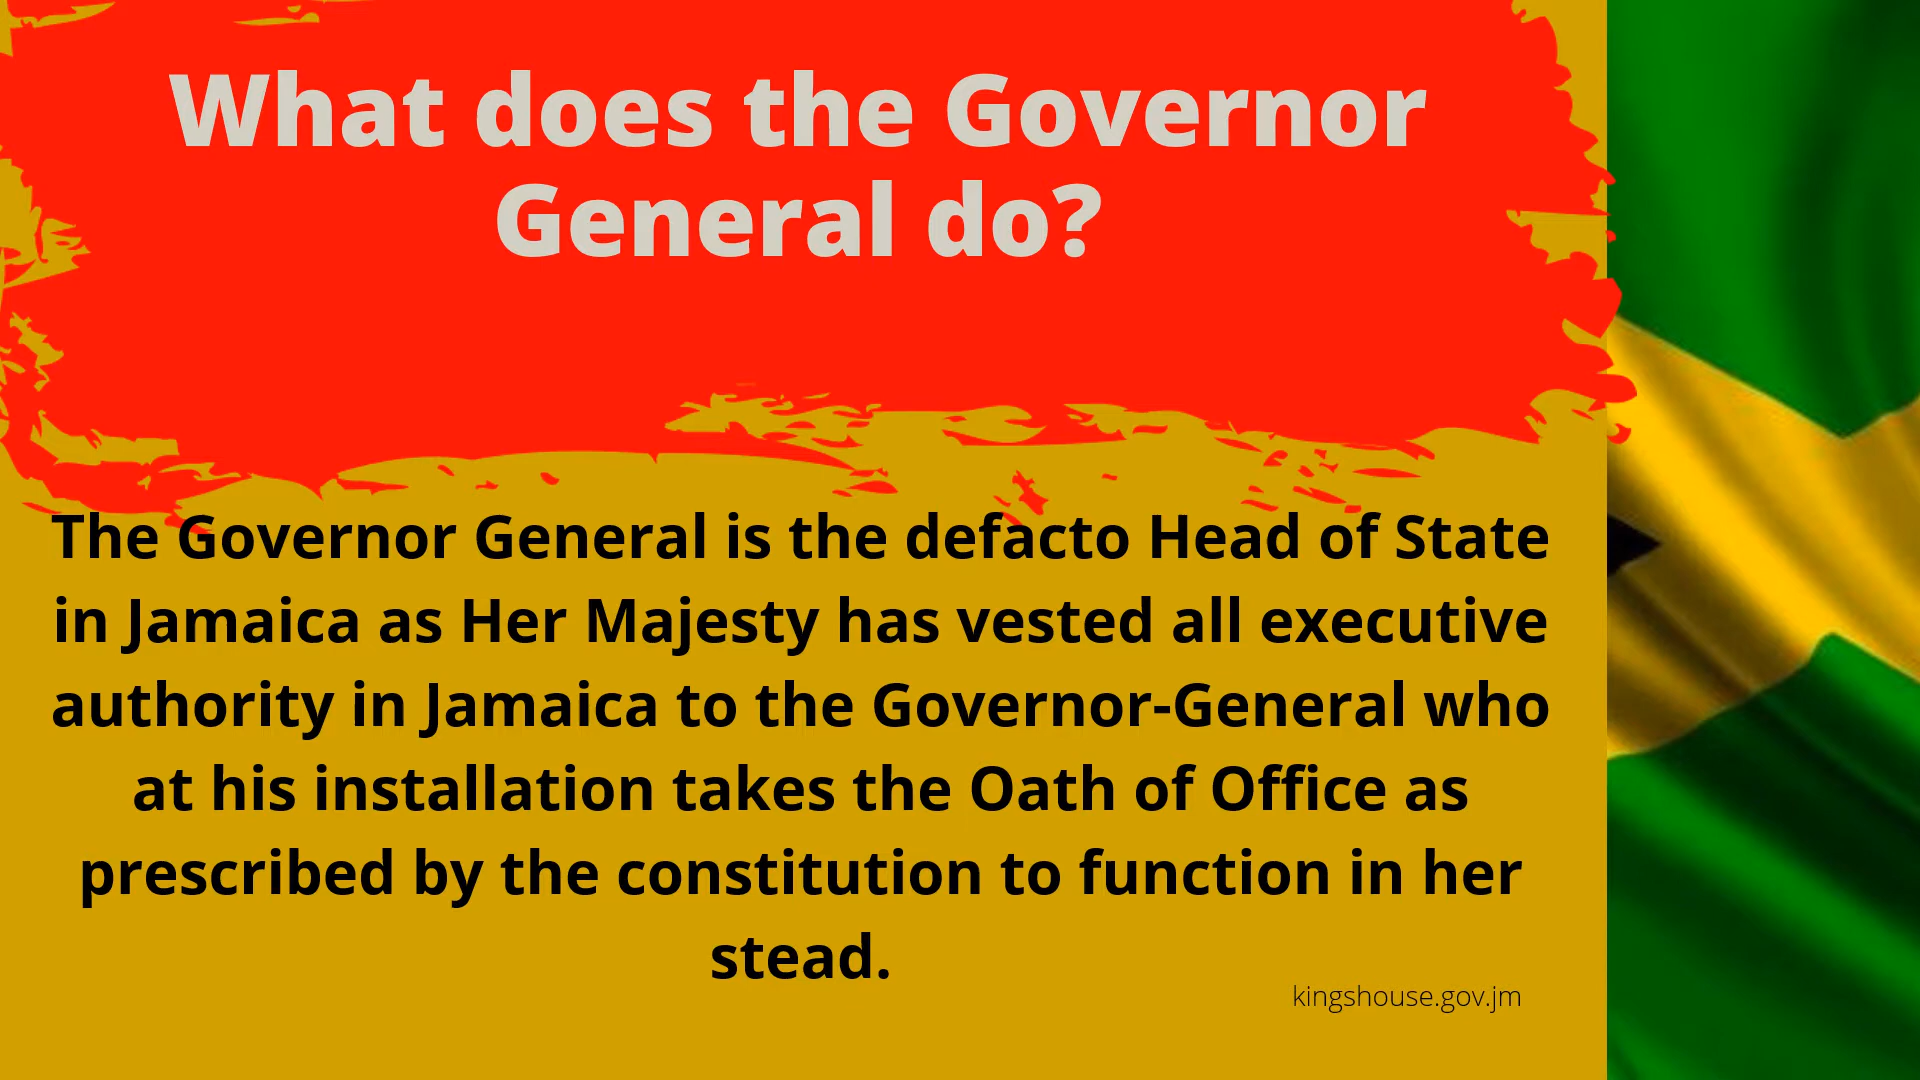 What does the Governor
General do?
The Governor General is the defacto Head of State
in Jamaica as Her Majesty has vested all executive
authority in Jamaica to the Governor-General who
at his installation takes the Oath of Office as
prescribed by the constitution to function in her
stead.
kingshouse.gov.jm